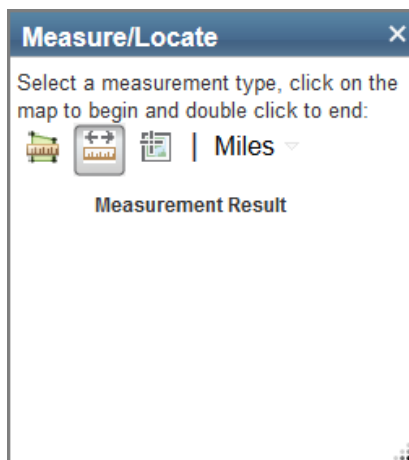 Measure/Locate
Select a measurement type, click on the
map to begin and double click to end:
| Miles
Measurement Result